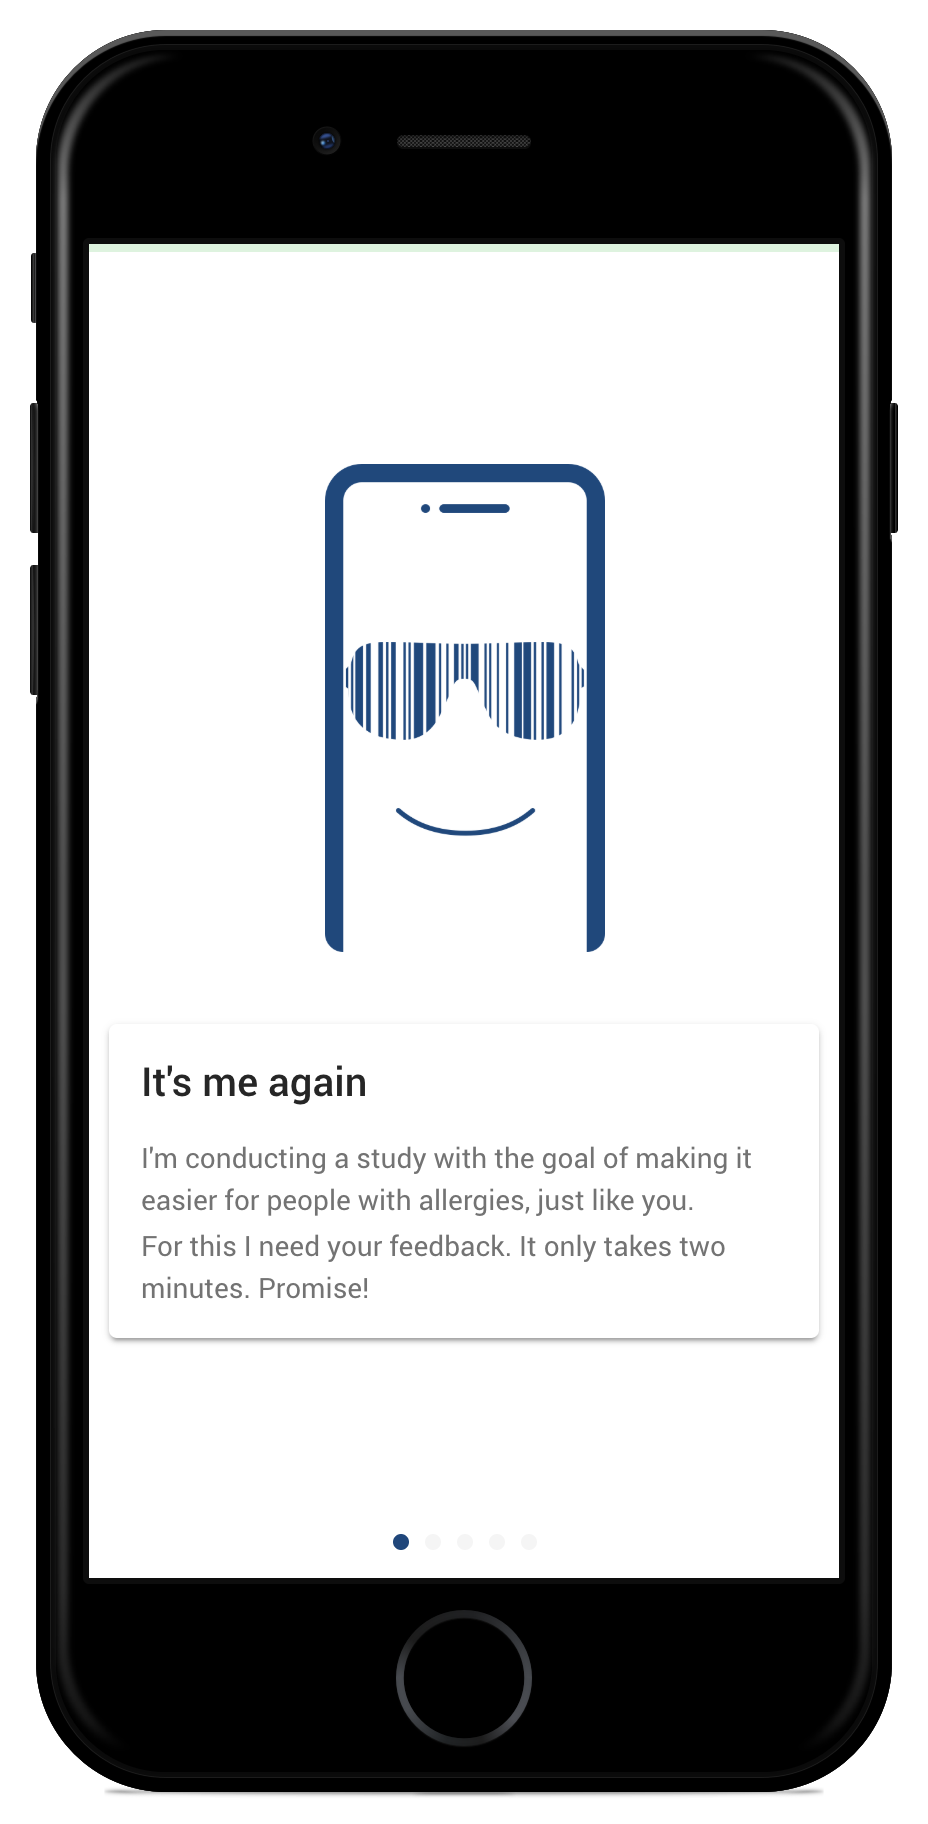 It's me again
I'm conducting a study with the goal of making it
easier for people with allergies, just like you.
For this I need your feedback. It only takes two
minutes. Promise!